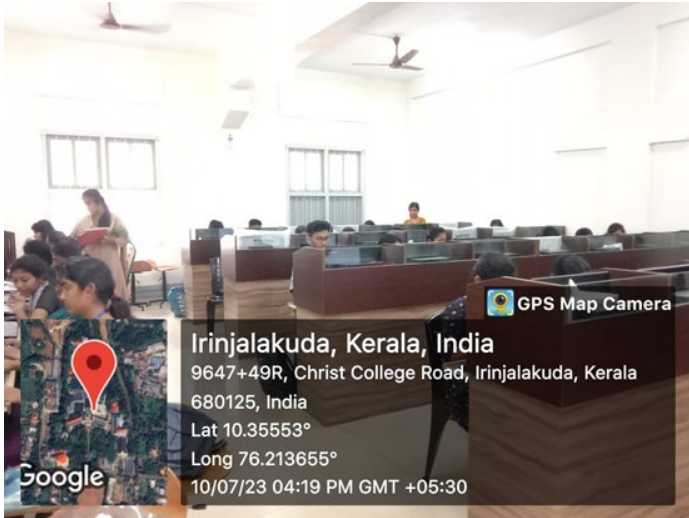 GPS Map Camera
Irinjalakuda, Kerala, India
9647+49R, Christ College Road, Irinjalakuda, Kerala
680125, India
Lat 10.35553°
Long 76.213655°
10/07/23 04:19 PM GMT +05:30
Google